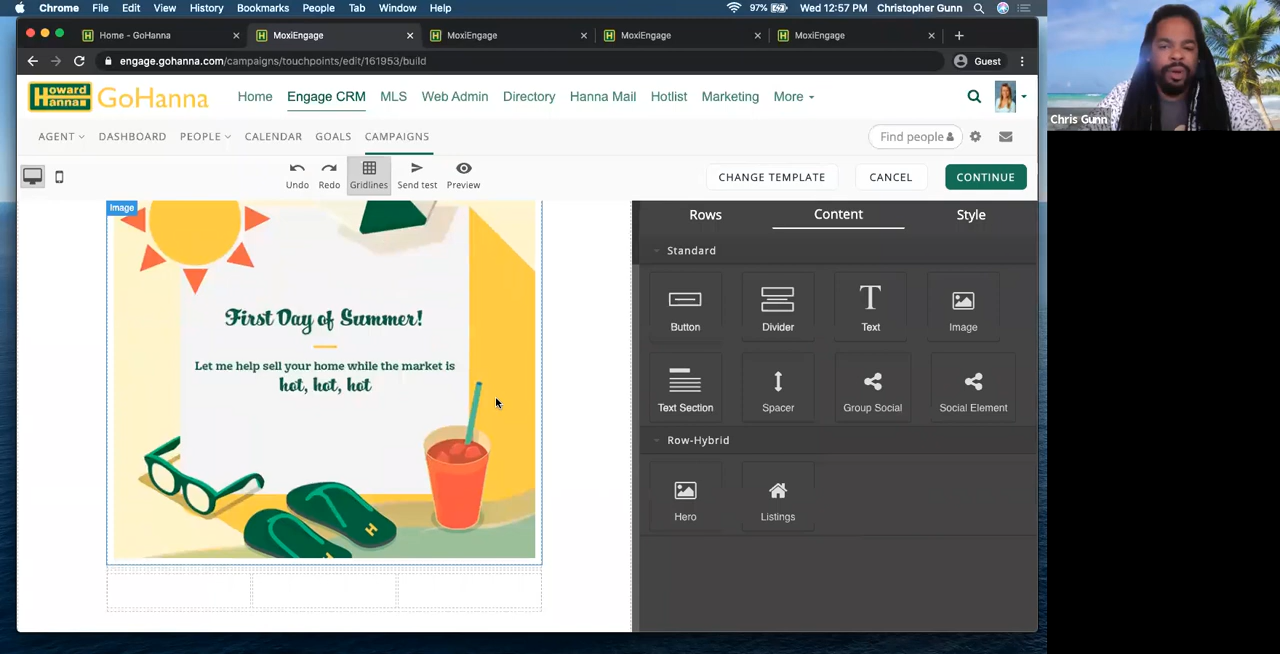 Chrome File Edit View History Bookmarks People Tab Window Help 97% Wed 12:57 PM Christopher Gunn
Home - GoHanna MoxiEngage MoxiEngage MoxiEngage MoxiEngage
engage.gohanna.com/campaigns/touchpoints/edit/161953/build Guest
Howard Hanna GoHanna Home Engage CRM MLS Web Admin Directory Hanna Mail Hotlist Marketing More
Chris Gunn
AGENT DASHBOARD PEOPLE CALENDAR GOALS CAMPAIGNS Find people
Undo Redo Gridlines Send test Preview CHANGE TEMPLATE CANCEL CONTINUE
Image
Rows Content Style
Standard
Button Divider Text Image
Text Section Spacer Group Social Social Element
Row-Hybrid
Hero Listings
First Day of Summer!
Let me help sell your home while the market is
hot, hot, hot
H